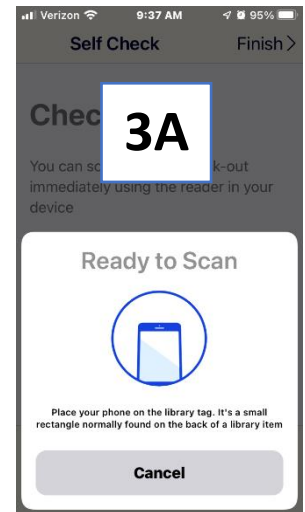 Verizon 9:37 AM 95%
Self Check Finish >
Chec
3A
You can sc k-out
immediately using the reader in your
device
Ready to Scan
Place your phone on the library tag. It's a small
rectangle normally found on the back of a library item
Cancel